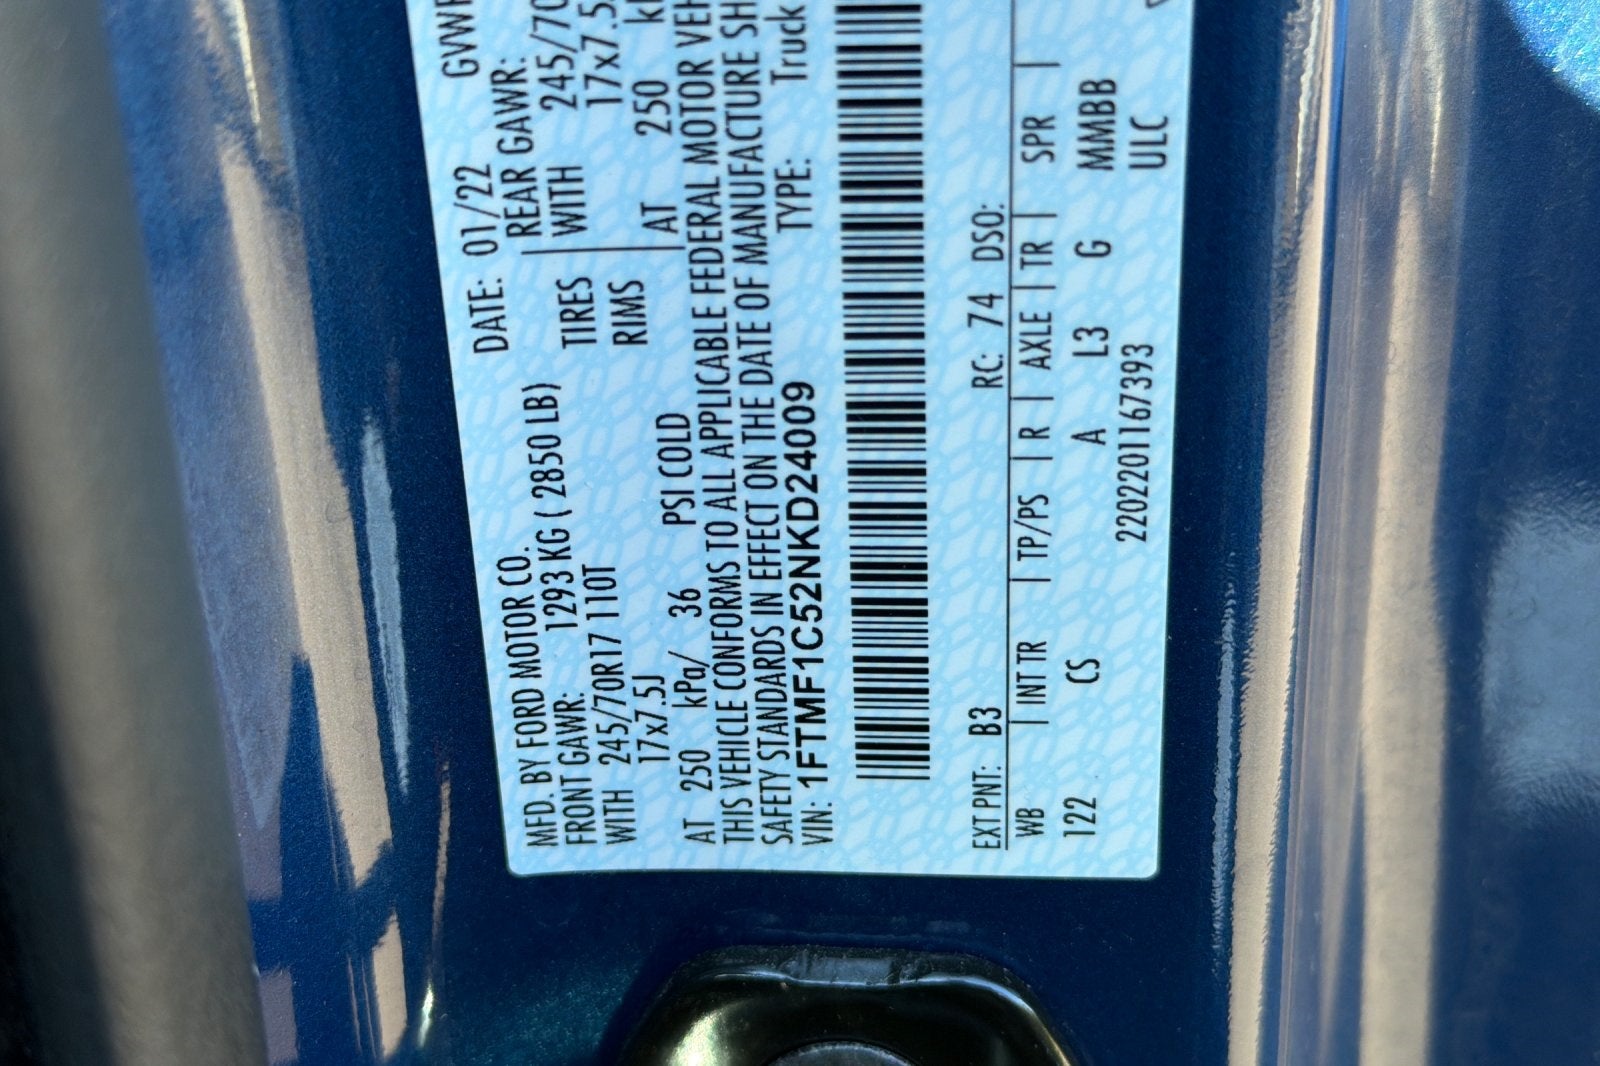 MFD. BY FORD MOTOR CO.
DATE: 01/22 GVWR
FRONT GAWR: 1293 KG ( 2850 LB)
REAR GAWR:
WITH 245/70R17 110T TIRES WITH 245/70
17x7.5J RIMS 17x7.5
AT 250 kPa/ 36 PSI COLD AT 250
THIS VEHICLE CONFORMS TO ALL APPLICABLE FEDERAL MOTOR VEH
SAFETY STANDARDS IN EFFECT ON THE DATE OF MANUFACTURE SH
VIN: 1FTMF1C52NKD24009 TYPE: Truck
EXT PNT: B3 RC: 74 DSO:
WB | INT TR | TP/PS | R | AXLE | TR | SPR |
122 CS A L3 G MMBB
2202201167393 ULC